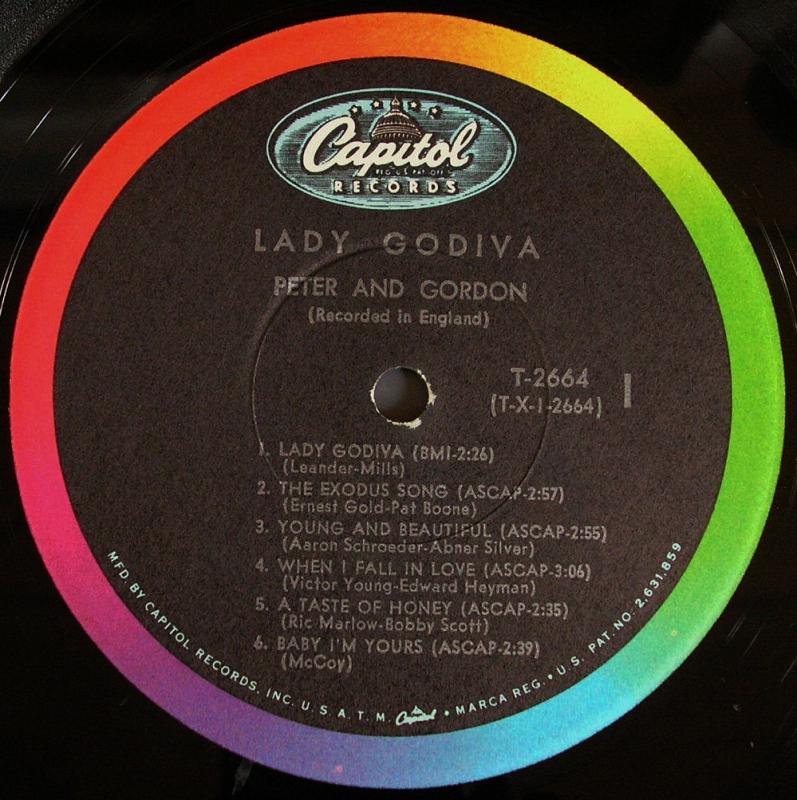 Capitol
REG. U.S. PAT. OFF.
RECORDS
LADY GODIVA
PETER AND GORDON
(Recorded in England)
T-2664
(T-X-1-2664)
1
1. LADY GODIVA (BMI-2:26)
(Leander-Mills)
2. THE EXODUS SONG (ASCAP-2:57)
(Ernest Gold-Pat Boone)
3. YOUNG AND BEAUTIFUL (ASCAP-2:55)
(Aaron Schroeder-Abner Silver)
4. WHEN I FALL IN LOVE (ASCAP-3:06)
(Victor Young-Edward Heyman)
5. A TASTE OF HONEY (ASCAP-2:35)
(Ric Marlow-Bobby Scott)
6. BABY I'M YOURS (ASCAP-2:39)
(McCoy)
MFD. BY CAPITOL RECORDS, INC. U. S. A. T. M. Capitol • MARCA REG. • U.S. PAT. NO. 2,631,859